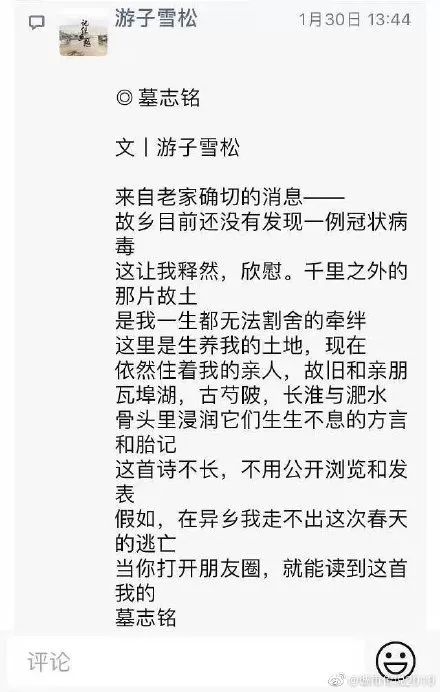 游子雪松
1月30日 13:44
◎墓志铭
文丨游子雪松
来自老家确切的消息——
故乡目前还没有发现一例冠状病
毒
这让我释然，欣慰。千里之外的
那片故土
是我一生都无法割舍的牵绊
这里是生养我的土地，现在
依然住着我的亲人，故旧和亲朋
瓦埠湖，古芍陂，长淮与淝水
骨头里浸润它们生生不息的方言
和胎记
这首诗不长，不用公开浏览和发
表
假如，在异乡我走不出这次春天
的逃亡
当你打开朋友圈，就能读到这首
我的
墓志铭
评论